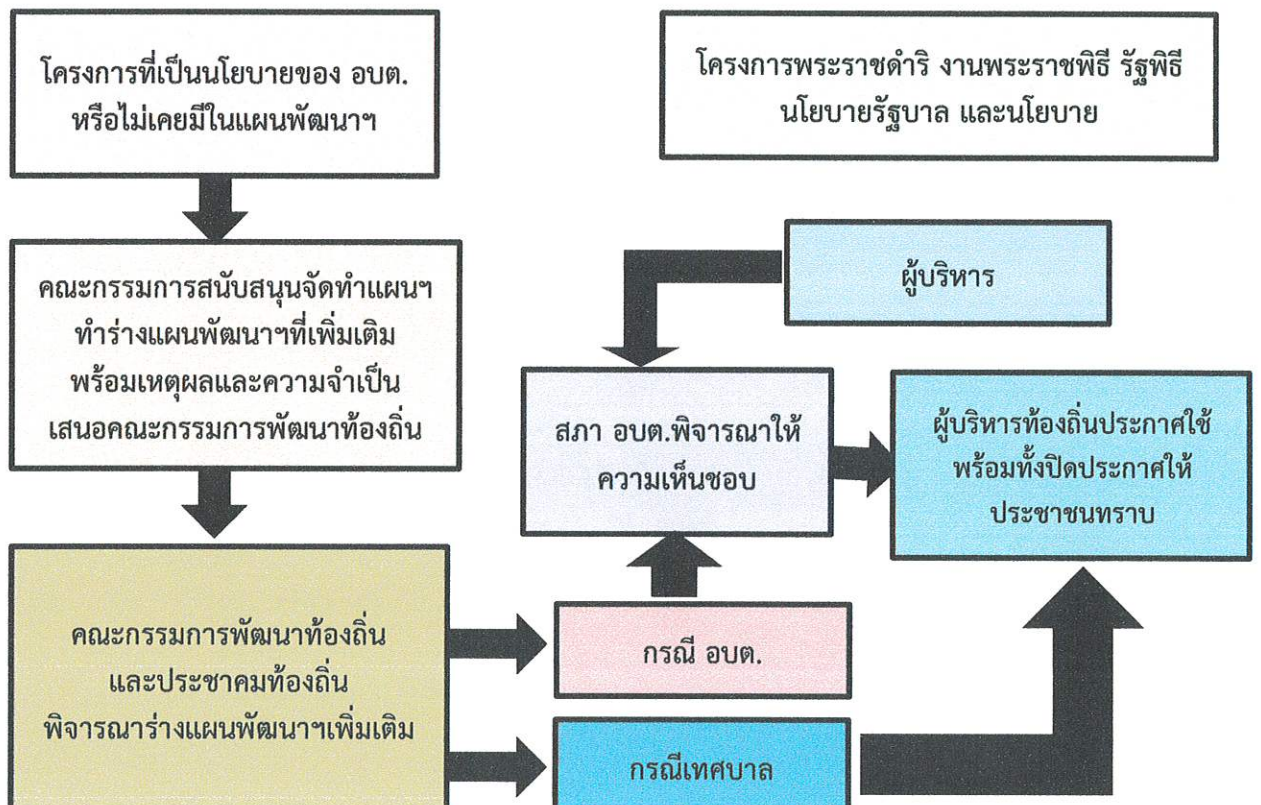 โครงการที่เป็นนโยบายของ อบต.
หรือไม่เคยมีในแผนพัฒนาฯ
โครงการพระราชดำริ งานพระราชพิธี รัฐพิธี
นโยบายรัฐบาล และนโยบาย
คณะกรรมการสนับสนุนจัดทำแผนฯ
ทำร่างแผนพัฒนาฯที่เพิ่มเติม
พร้อมเหตุผลและความจำเป็น
เสนอคณะกรรมการพัฒนาท้องถิ่น
ผู้บริหาร
สภา อบต.พิจารณาให้
ความเห็นชอบ
ผู้บริหารท้องถิ่นประกาศใช้
พร้อมทั้งปิดประกาศให้
ประชาชนทราบ
คณะกรรมการพัฒนาท้องถิ่น
และประชาคมท้องถิ่น
พิจารณาร่างแผนพัฒนาฯเพิ่มเติม
กรณี อบต.
กรณีเทศบาล